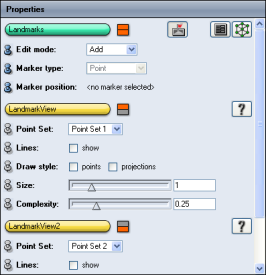 Properties
Landmarks
Edit mode: Add
Marker type: Point
Marker position: <no marker selected>
LandmarkView ?
Point Set: Point Set 1
Lines: show
Draw style: points projections
Size: 1
Complexity: 0.25
LandmarkView2 ?
Point Set: Point Set 2
Lines: show